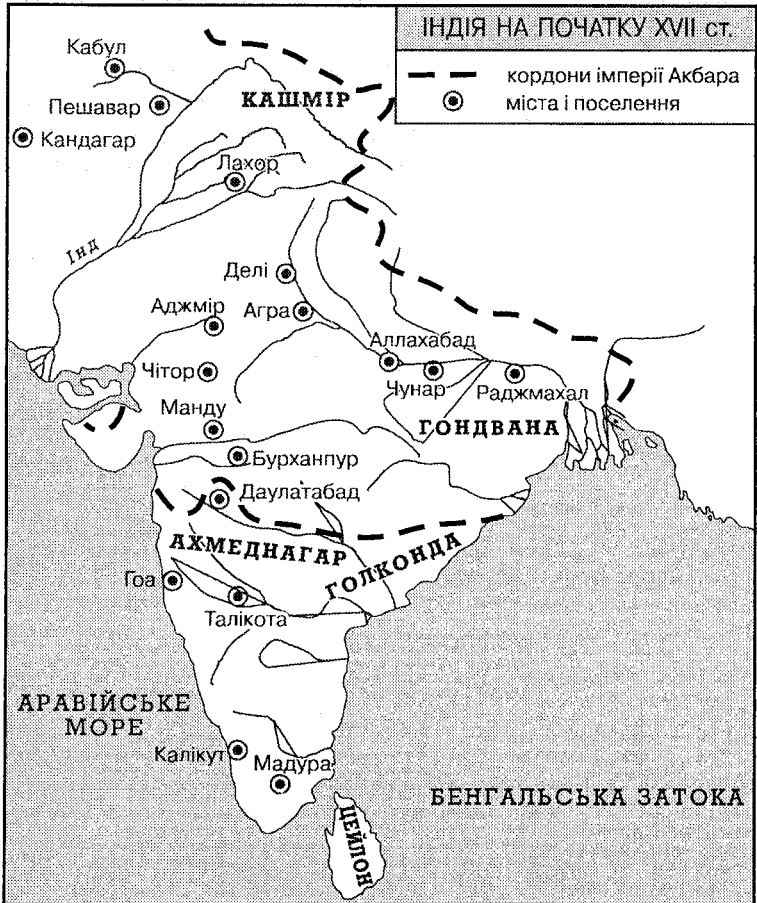 ІНДІЯ НА ПОЧАТКУ XVII ст.
кордони імперії Акбара
міста і поселення
Кабул
Пешавар
КАШМІР
Кандагар
Лахор
Інд
Делі
Аджмір
Агра
Аллахабад
Чітор
Чунар
Раджмахал
Манду
ГОНДВАНА
Бурханпур
Даулатабад
АХМЕДНАГАР
ГОЛКОНДА
Гоа
Талікота
АРАВІЙСЬКЕ
МОРЕ
Калікут
Мадура
БЕНГАЛЬСЬКА ЗАТОКА
ЦЕЙЛОН